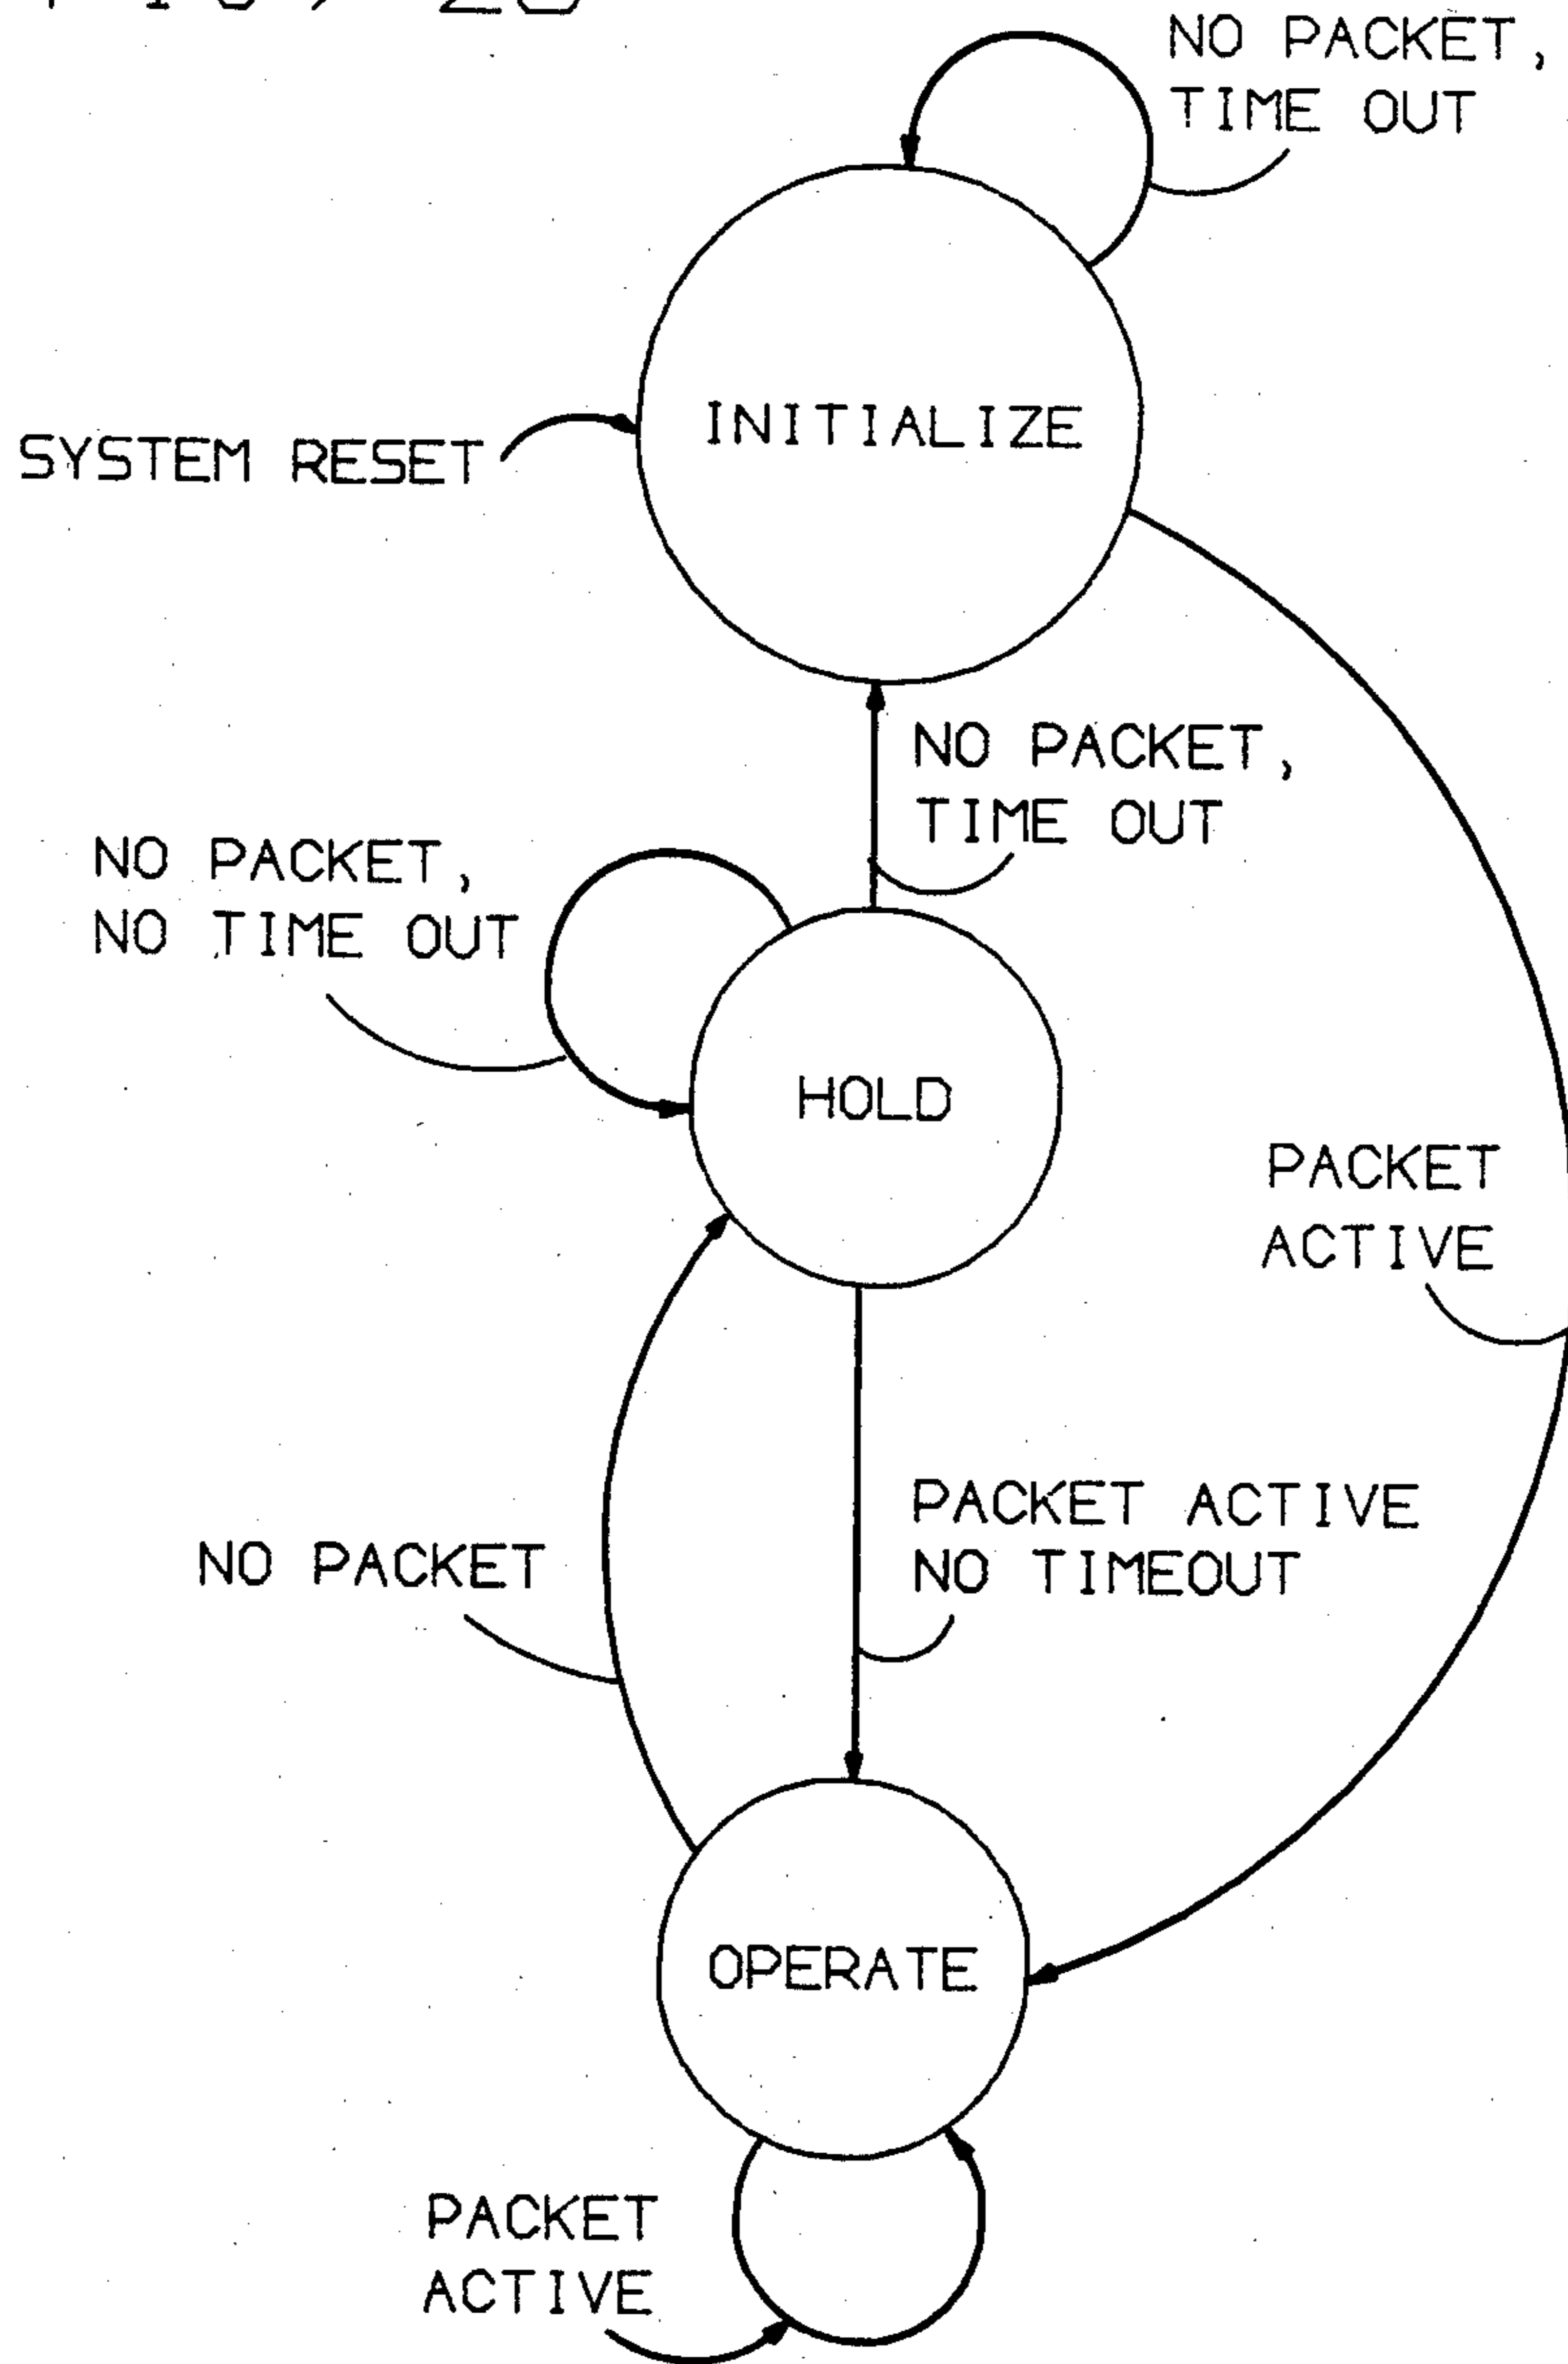 NO PACKET,
TIME OUT
INITIALIZE
SYSTEM RESET
NO PACKET,
TIME OUT
NO PACKET,
NO TIME OUT
HOLD
PACKET
ACTIVE
PACKET ACTIVE
NO TIMEOUT
NO PACKET
OPERATE
PACKET
ACTIVE